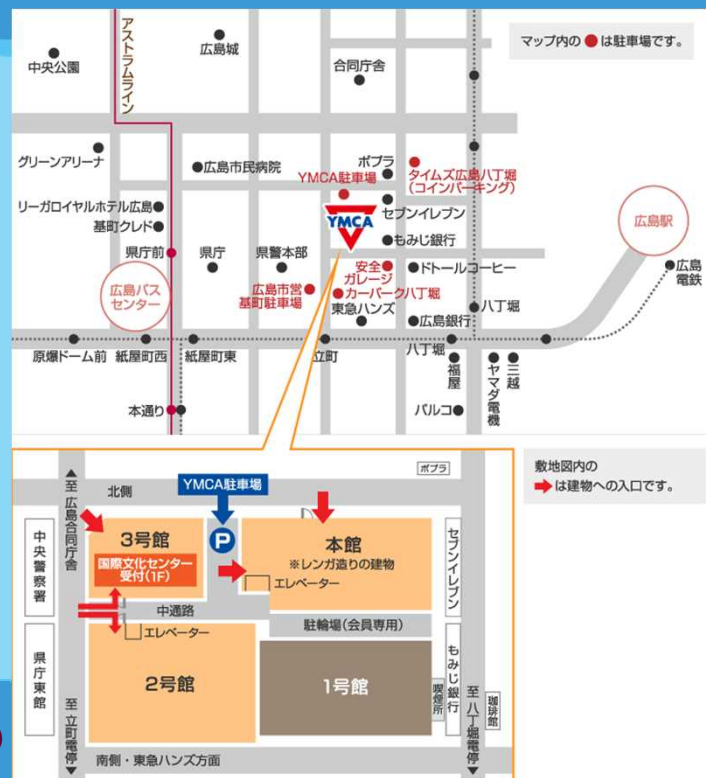 マップ内の ● は駐車場です。
アストラムライン
中央公園
広島城
合同庁舎
グリーンアリーナ
広島市民病院
ポプラ
タイムズ広島八丁堀
(コインパーキング)
YMCA駐車場
リーガロイヤルホテル広島
基町クレド
セブンイレブン
YMCA
もみじ銀行
広島駅
県庁前
県庁
県警本部
安全
ガレージ
ドトールコーヒー
広島
電鉄
広島バス
センター
広島市営
基町駐車場
カーパーク八丁堀
東急ハンズ
広島銀行
八丁堀
原爆ドーム前
紙屋町西
紙屋町東
立町
八丁堀
福屋
ヤマダ電機
三越
本通り
パルコ
敷地図内の
➡ は建物への入口です。
ポプラ
北側
YMCA駐車場
▲至 広島合同庁舎
P
3号館
国際文化センター
受付(1F)
本館
※レンガ造りの建物
エレベーター
セブンイレブン
中央警察署
中通路
駐輪場(会員専用)
エレベーター
県庁東館
2号館
1号館
喫煙所
もみじ銀行
珈琲館
至 立町電停▼
至 八丁堀電停▼
南側・東急ハンズ方面